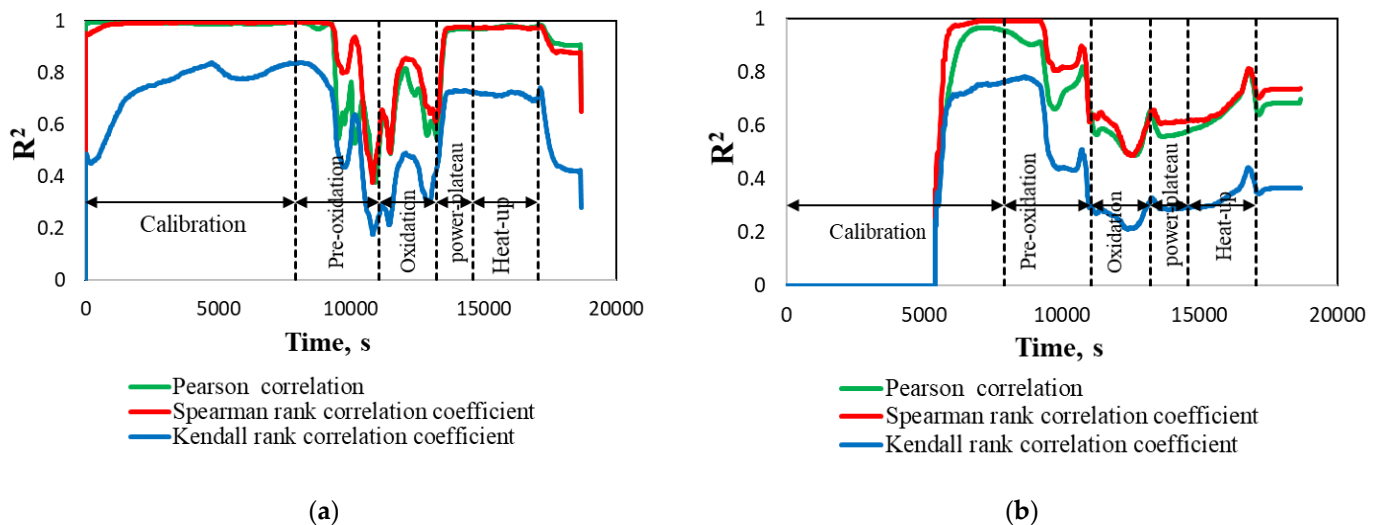 1
0.8
0.6
0.4
0.2
0
R²
Calibration
Pre-oxidation
Oxidation
power-plateau
Heat-up
0
5000
10000
15000
20000
Time, s
Pearson correlation
Spearman rank correlation coefficient
Kendall rank correlation coefficient
(a)
1
0.8
0.6
0.4
0.2
0
R²
Calibration
Pre-oxidation
Oxidation
power-plateau
Heat-up
0
5000
10000
15000
20000
Time, s
Pearson correlation
Spearman rank correlation coefficient
Kendall rank correlation coefficient
(b)